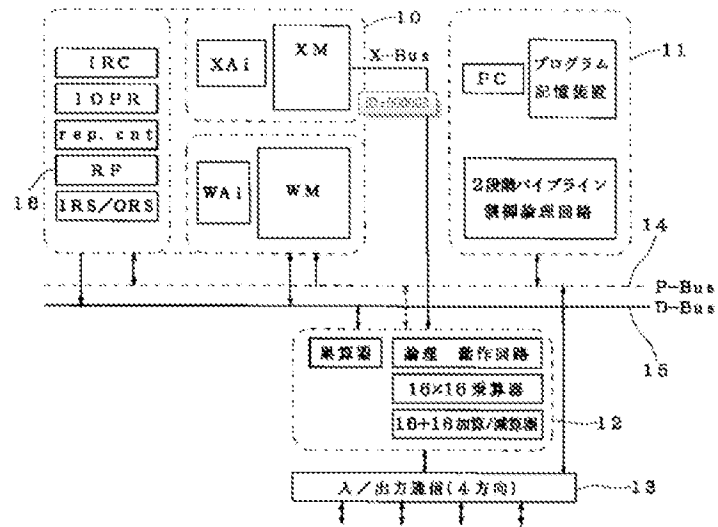 10
X-Bus
11
IRC
IOPR
rep. cnt
RF
IRS/ORS
16
XAi
XM
WAi
WM
PC
プログラム
記憶装置
2段階パイプライン
制御論理回路
14
P-Bus
D-Bus
15
累算器
論理 動作回路
16×16乗算器
16+16加算/減算器
12
入/出力通信(4方向)
13